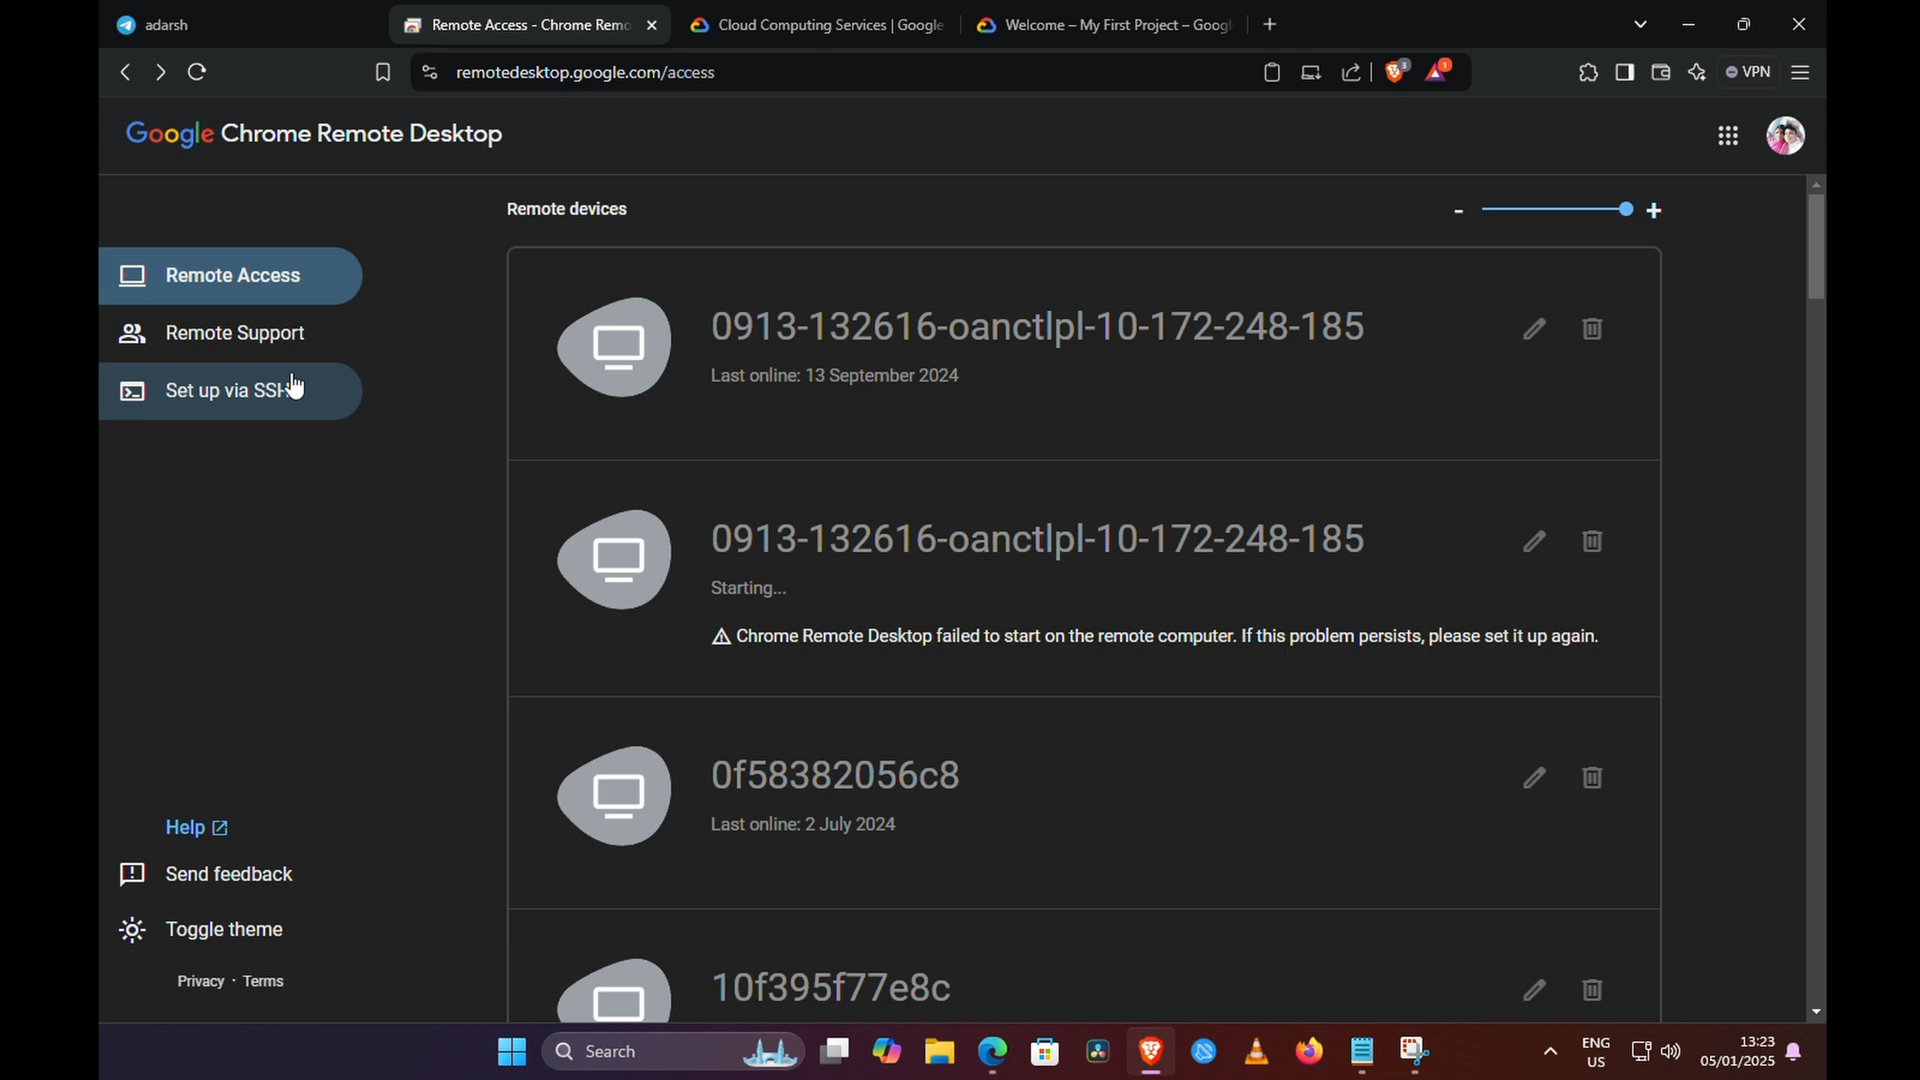 adarsh
Remote Access - Chrome Remo
Cloud Computing Services | Google
Welcome – My First Project – Googl
remotedesktop.google.com/access
3
1
VPN
Google Chrome Remote Desktop
Remote devices
- +
Remote Access
Remote Support
Set up via SSH
0913-132616-oanctlpl-10-172-248-185
Last online: 13 September 2024
0913-132616-oanctlpl-10-172-248-185
Starting...
Chrome Remote Desktop failed to start on the remote computer. If this problem persists, please set it up again.
0f58382056c8
Last online: 2 July 2024
10f395f77e8c
Help
Send feedback
Toggle theme
Privacy · Terms
Search
ENG
US
13:23
05/01/2025